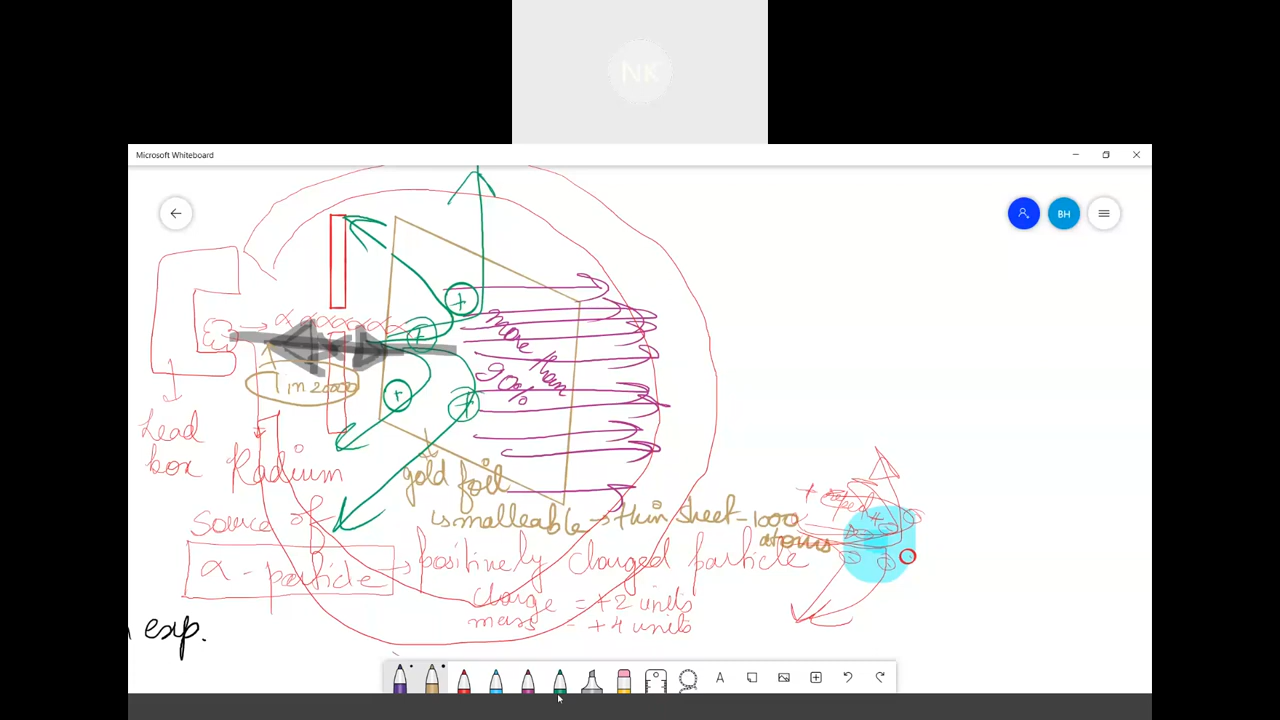 NK
Microsoft Whiteboard
BH
+
α α α α α α α
+
more than
90%
1 in 20000
+
+
Lead
box
Radium
gold foil
Source of
is malleable → thin sheet - 1000
atoms
α - particle → positively charged particle
charge = +2 units
mass - +4 units
exp.
A